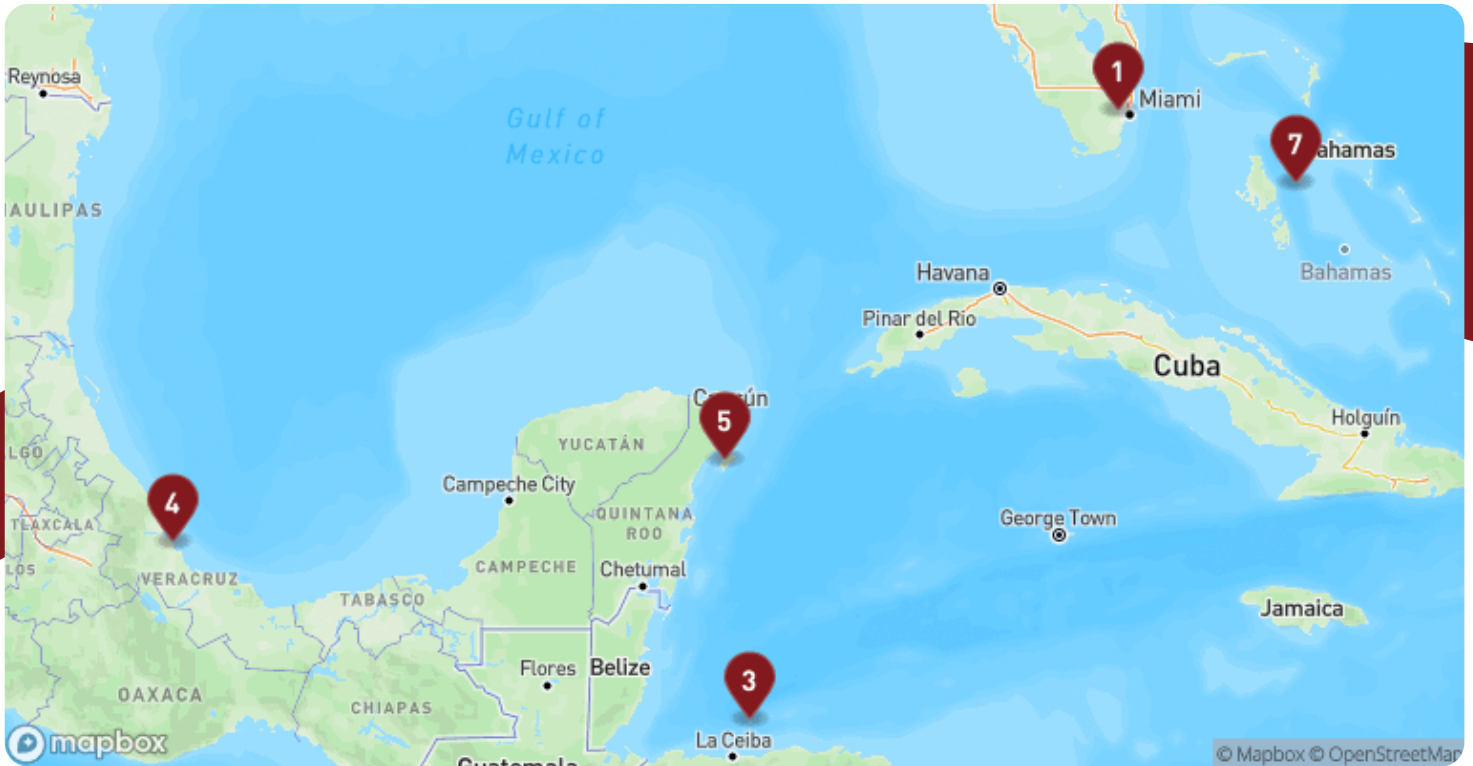 Reynosa
Gulf of
Mexico
1
Miami
7
ahamas
AULIPAS
Havana
Bahamas
Pinar del Río
Cuba
5
YUCATÁN
Holguín
LGO
Campeche City
4
QUINTANA
ROO
George Town
TLAXCALA
LOS
VERACRUZ
CAMPECHE
Chetumal
TABASCO
Jamaica
3
Flores
Belize
OAXACA
CHIAPAS
La Ceiba
mapbox
© Mapbox © OpenStreetMap